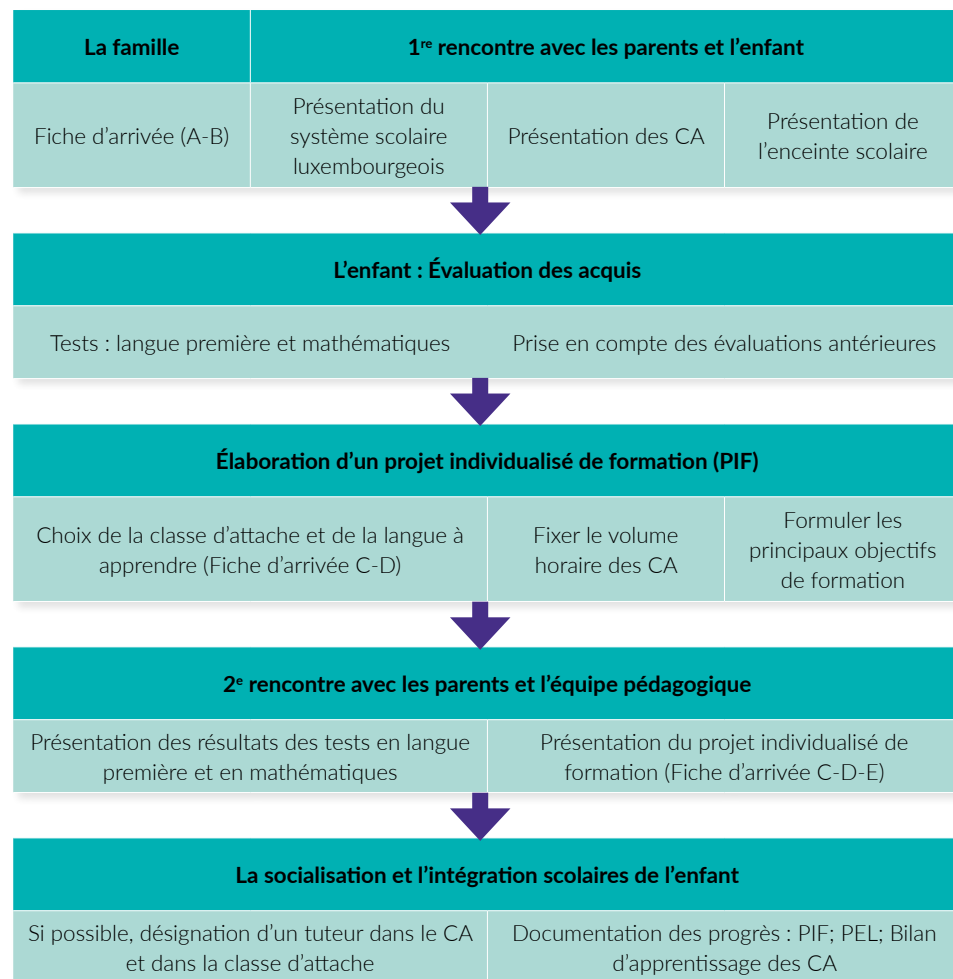 La famille
1re rencontre avec les parents et l’enfant
Fiche d’arrivée (A-B)
Présentation du
système scolaire
luxembourgeois
Présentation des CA
Présentation de
l’enceinte scolaire
L’enfant : Évaluation des acquis
Tests : langue première et mathématiques
Prise en compte des évaluations antérieures
Élaboration d’un projet individualisé de formation (PIF)
Choix de la classe d’attache et de la langue à
apprendre (Fiche d’arrivée C-D)
Fixer le volume
horaire des CA
Formuler les
principaux objectifs
de formation
2e rencontre avec les parents et l’équipe pédagogique
Présentation des résultats des tests en langue
première et en mathématiques
Présentation du projet individualisé de
formation (Fiche d’arrivée C-D-E)
La socialisation et l’intégration scolaires de l’enfant
Si possible, désignation d’un tuteur dans le CA
et dans la classe d’attache
Documentation des progrès : PIF; PEL; Bilan
d’apprentissage des CA